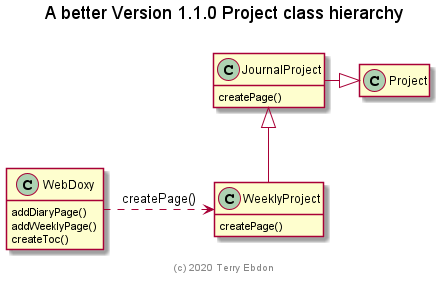 A better Version 1.1.0 Project class hierarchy
C JournalProject
createPage()
C Project
C WebDoxy
addDiaryPage()
addWeeklyPage()
createToc()
createPage()
C WeeklyProject
createPage()
(c) 2020 Terry Ebdon